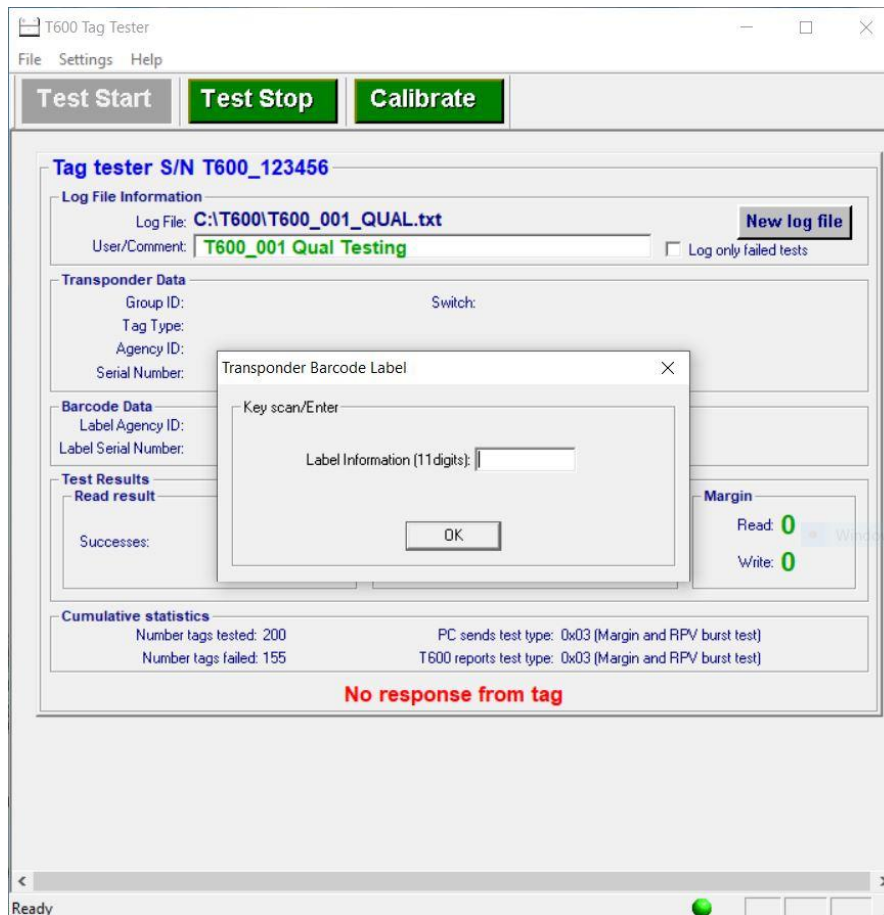 T600 Tag Tester
File Settings Help
Test Start Test Stop Calibrate
Tag tester S/N T600_123456
Log File Information
Log File: C:\T600\T600_001_QUAL.txt New log file
User/Comment: T600_001 Qual Testing Log only failed tests
Transponder Data
Group ID: Switch:
Tag Type:
Agency ID:
Serial Number:
Transponder Barcode Label
Key scan/Enter
Label Information (11digits):
OK
Barcode Data
Label Agency ID:
Label Serial Number:
Test Results
Read result Margin
Successes: Read: 0
Write: 0
Cumulative statistics
Number tags tested: 200 PC sends test type: 0x03 (Margin and RPV burst test)
Number tags failed: 155 T600 reports test type: 0x03 (Margin and RPV burst test)
No response from tag
Ready